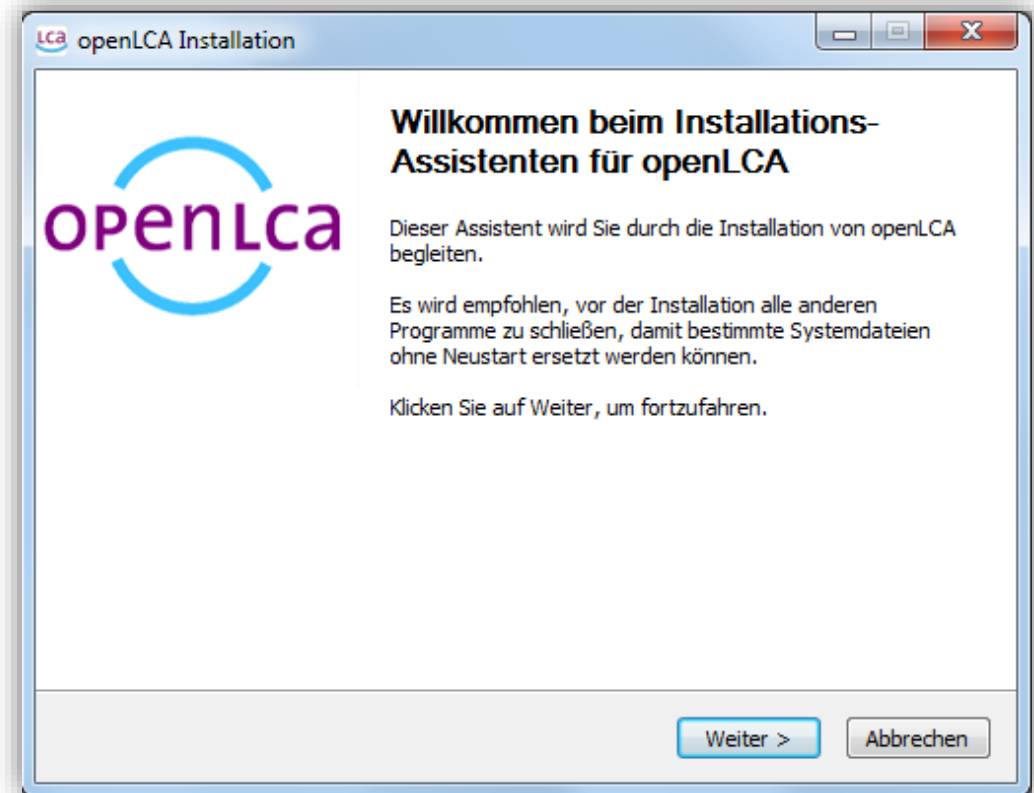 Lca openLCA Installation
openLca
Willkommen beim Installations-
Assistenten für openLCA
Dieser Assistent wird Sie durch die Installation von openLCA
begleiten.
Es wird empfohlen, vor der Installation alle anderen
Programme zu schließen, damit bestimmte Systemdateien
ohne Neustart ersetzt werden können.
Klicken Sie auf Weiter, um fortzufahren.
Weiter > Abbrechen